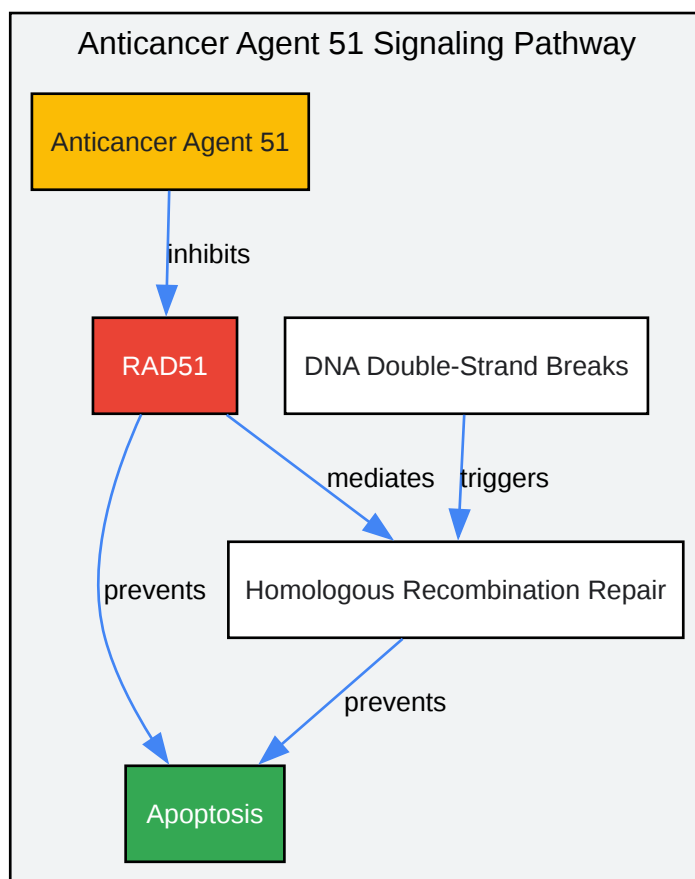 Anticancer Agent 51 Signaling Pathway
Anticancer Agent 51
inhibits
RAD51
DNA Double-Strand Breaks
mediates
triggers
prevents
Homologous Recombination Repair
prevents
Apoptosis